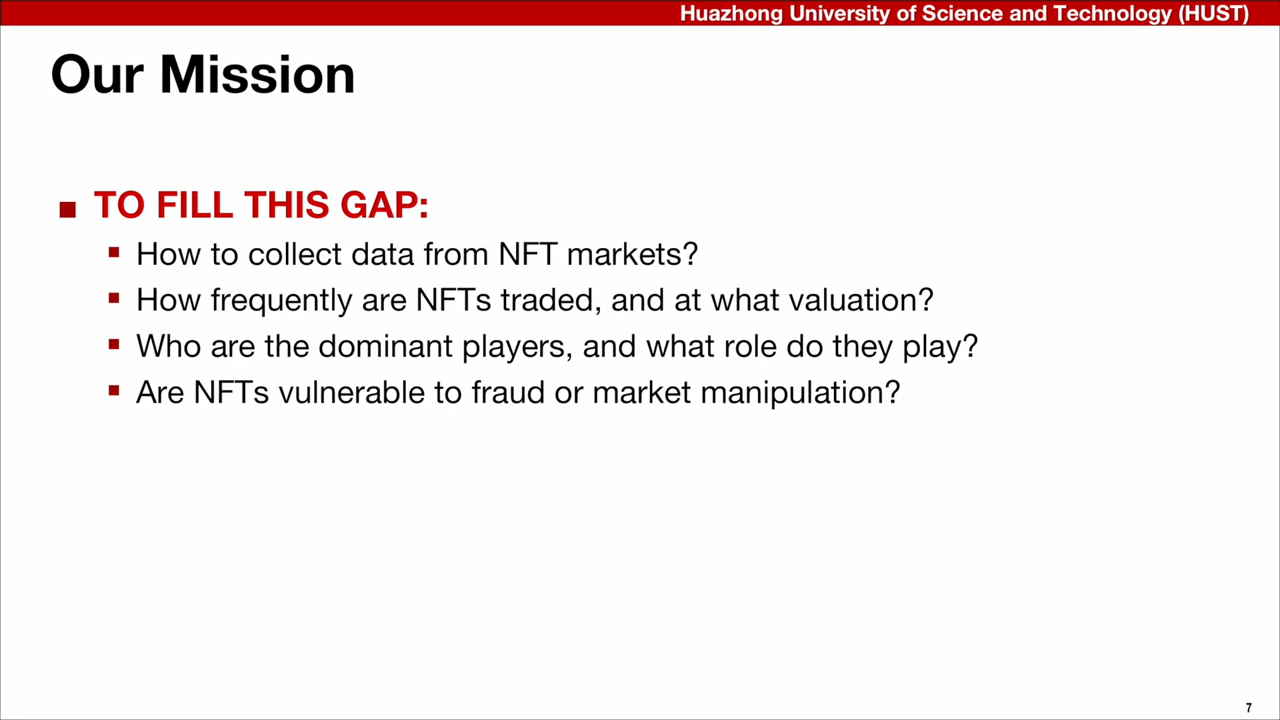 Huazhong University of Science and Technology (HUST)
Our Mission
TO FILL THIS GAP:
How to collect data from NFT markets?
How frequently are NFTs traded, and at what valuation?
Who are the dominant players, and what role do they play?
Are NFTs vulnerable to fraud or market manipulation?
7